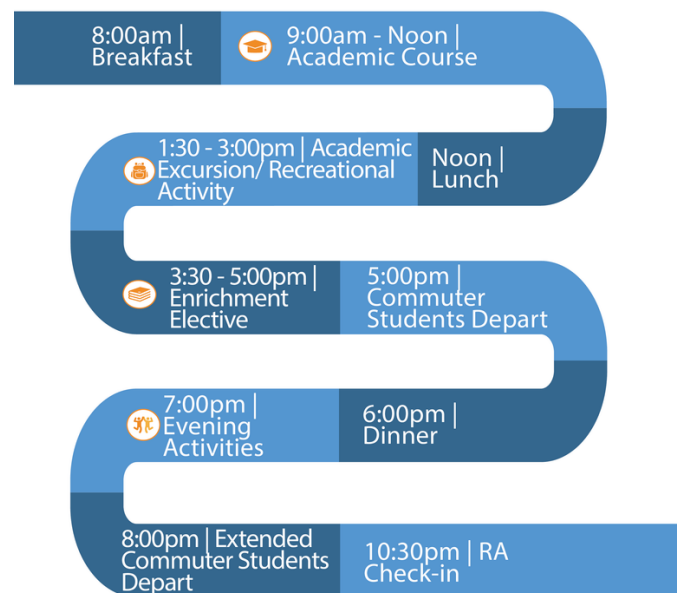 8:00am |
Breakfast
9:00am - Noon |
Academic Course
Noon |
Lunch
1:30 - 3:00pm | Academic
Excursion/ Recreational
Activity
3:30 - 5:00pm |
Enrichment
Elective
5:00pm |
Commuter
Students Depart
6:00pm |
Dinner
7:00pm |
Evening
Activities
8:00pm | Extended
Commuter Students
Depart
10:30pm | RA
Check-in